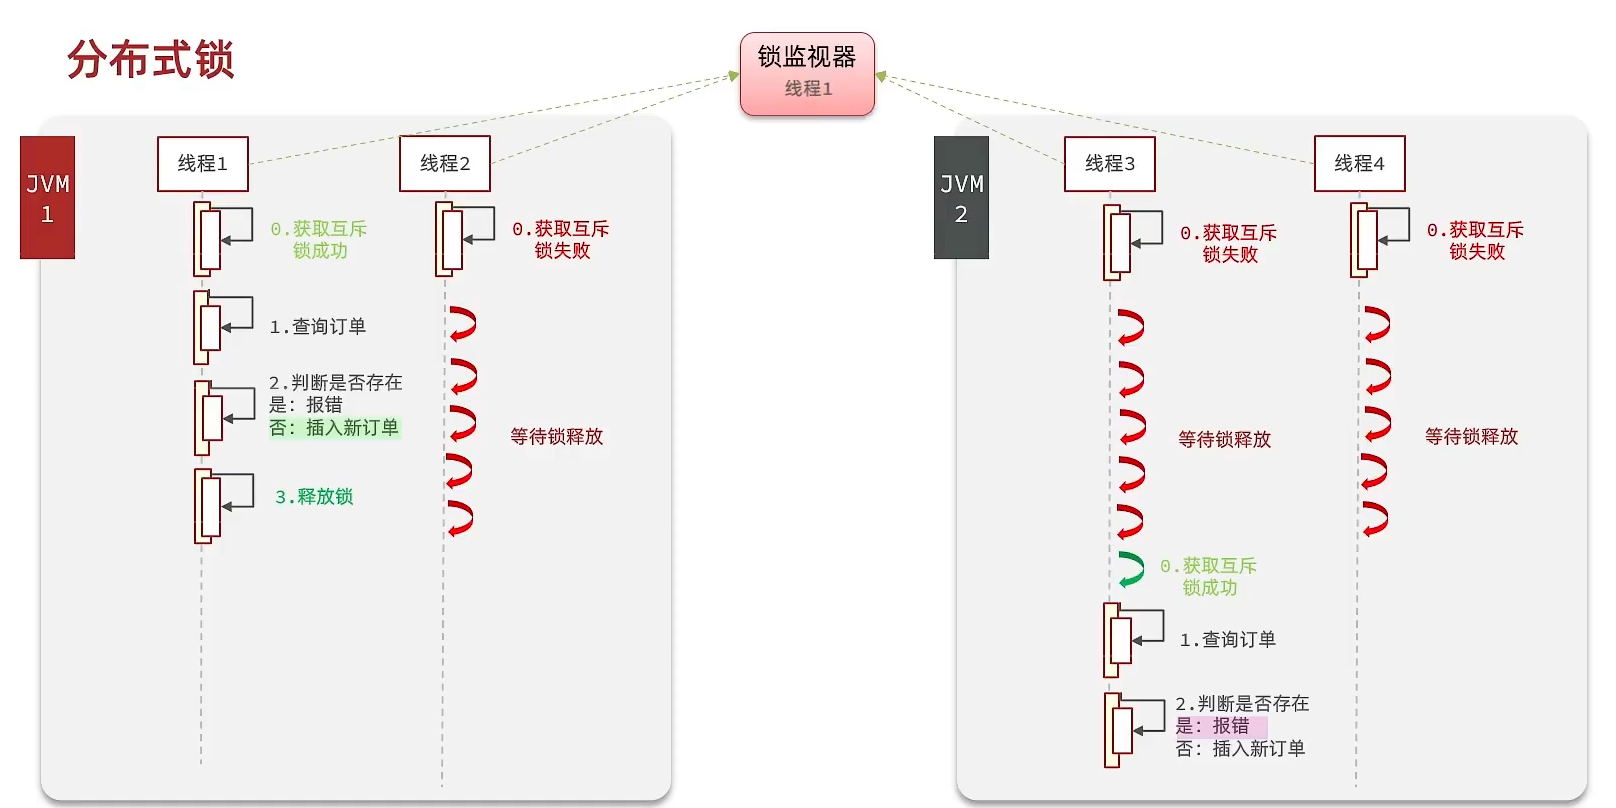 分布式锁
锁监视器
线程1
JVM
1
线程1
0.获取互斥
锁成功
1.查询订单
2.判断是否存在
是：报错
否：插入新订单
3.释放锁
线程2
0.获取互斥
锁失败
等待锁释放
JVM
2
线程3
0.获取互斥
锁失败
等待锁释放
0.获取互斥
锁成功
1.查询订单
2.判断是否存在
是：报错
否：插入新订单
线程4
0.获取互斥
锁失败
等待锁释放